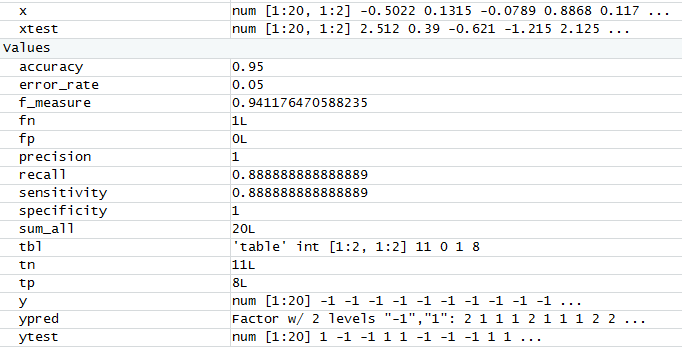 x num [1:20, 1:2] -0.5022 0.1315 -0.0789 0.8868 0.117 ...
xtest num [1:20, 1:2] 2.512 0.39 -0.621 -1.215 2.125 ...
Values
accuracy 0.95
error_rate 0.05
f_measure 0.941176470588235
fn 1L
fp 0L
precision 1
recall 0.888888888888889
sensitivity 0.888888888888889
specificity 1
sum_all 20L
tbl 'table' int [1:2, 1:2] 11 0 1 8
tn 11L
tp 8L
y num [1:20] -1 -1 -1 -1 -1 -1 -1 -1 -1 -1 ...
ypred Factor w/ 2 levels "-1","1": 2 1 1 1 2 1 1 1 2 2 ...
ytest num [1:20] 1 -1 -1 1 1 -1 -1 -1 1 1 ...